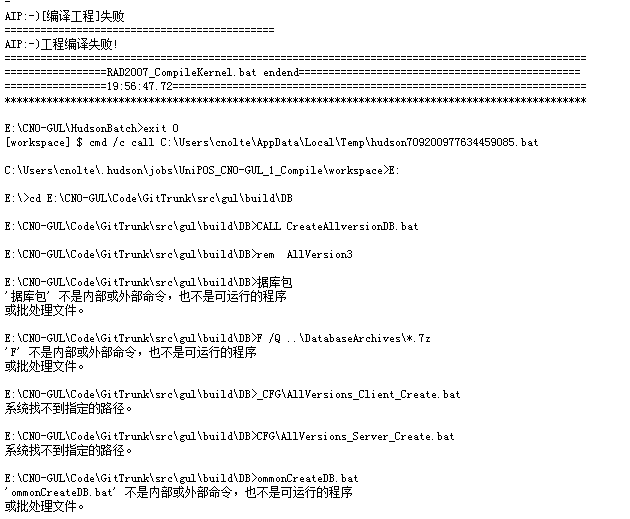 AIP:-)[编译工程]失败
=============================================
AIP:-)工程编译失败!
=================================================================================================
=================RAD2007_CompileKernel.bat endend===============================================
=================19:56:47.72=====================================================================
*************************************************************************************************
E:\CNO-GUL\HudsonBatch>exit 0
[workspace] $ cmd /c call C:\Users\cnolte\AppData\Local\Temp\hudson709200977634459085.bat
C:\Users\cnolte\.hudson\jobs\UniPOS_CNO-GUL_1_Compile\workspace>E:
E:\>cd E:\CNO-GUL\Code\GitTrunk\src\gul\build\DB
E:\CNO-GUL\Code\GitTrunk\src\gul\build\DB>CALL CreateAllversionDB.bat
E:\CNO-GUL\Code\GitTrunk\src\gul\build\DB>rem  AllVersion3
E:\CNO-GUL\Code\GitTrunk\src\gul\build\DB>据库包
'据库包' 不是内部或外部命令，也不是可运行的程序
或批处理文件。
E:\CNO-GUL\Code\GitTrunk\src\gul\build\DB>F /Q ..\DatabaseArchives\*.7z
'F' 不是内部或外部命令，也不是可运行的程序
或批处理文件。
E:\CNO-GUL\Code\GitTrunk\src\gul\build\DB>_CFG\AllVersions_Client_Create.bat
系统找不到指定的路径。
E:\CNO-GUL\Code\GitTrunk\src\gul\build\DB>CFG\AllVersions_Server_Create.bat
系统找不到指定的路径。
E:\CNO-GUL\Code\GitTrunk\src\gul\build\DB>ommonCreateDB.bat
'ommonCreateDB.bat' 不是内部或外部命令，也不是可运行的程序
或批处理文件。